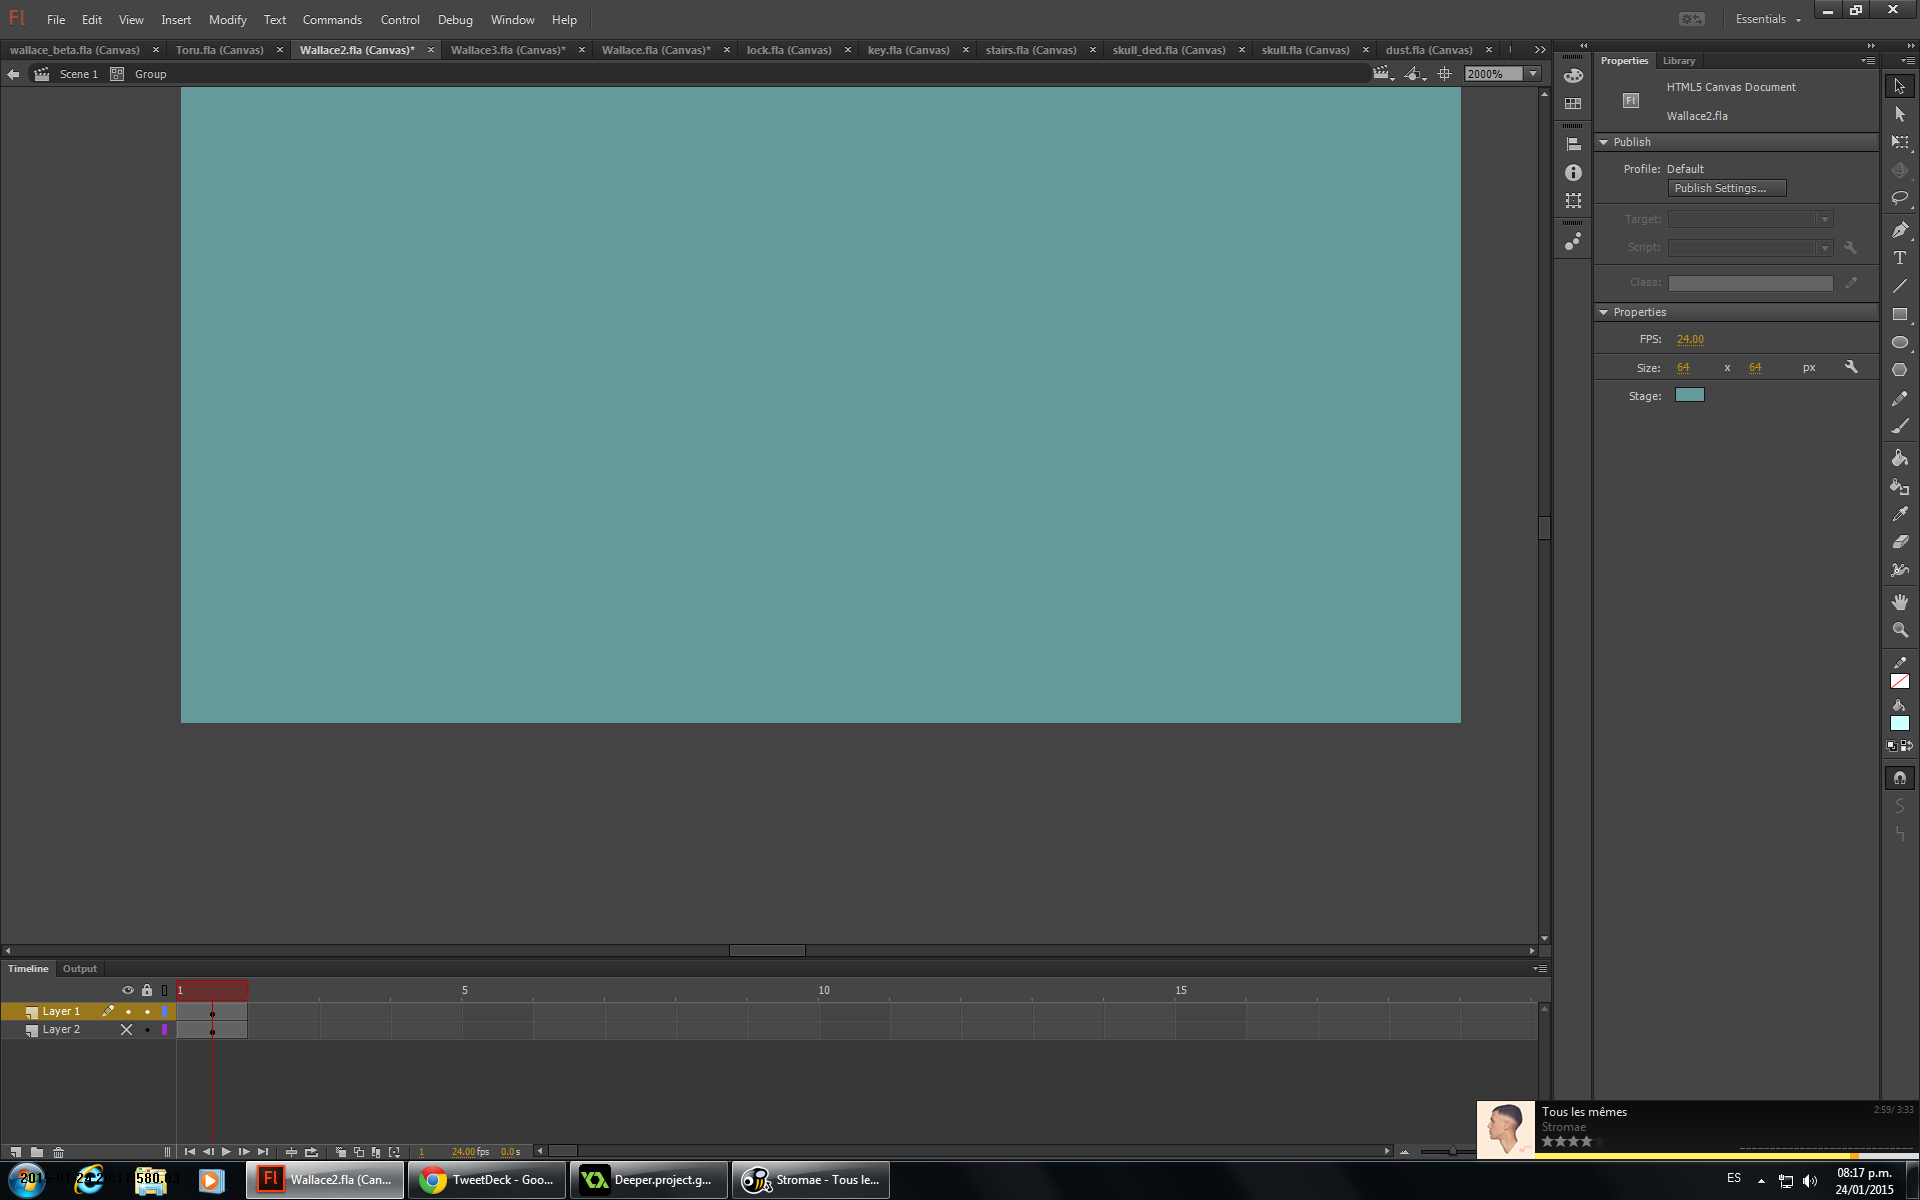 Fl File Edit View Insert Modify Text Commands Control Debug Window Help Essentials
wallace_beta.fla (Canvas) Toru.fla (Canvas) Wallace2.fla (Canvas)* Wallace3.fla (Canvas)* Wallace.fla (Canvas)* lock.fla (Canvas) key.fla (Canvas) stairs.fla (Canvas) skull_ded.fla (Canvas) skull.fla (Canvas) dust.fla (Canvas)
Scene 1 Group 2000%
Properties Library
HTML5 Canvas Document
Fl
Wallace2.fla
Publish
Profile: Default
Publish Settings...
Target:
Script:
Class:
Properties
FPS: 24.00
Size: 64 x 64 px
Stage:
Timeline Output
1 5 10 15
Layer 1
Layer 2
1 24.00 fps 0.0 s
Tous les mêmes 2:59/ 3:33
Stromae
Fl Wallace2.fla (Can... TweetDeck - Goo... Deeper.project.g... Stromae - Tous le...
ES
08:17 p.m.
24/01/2015